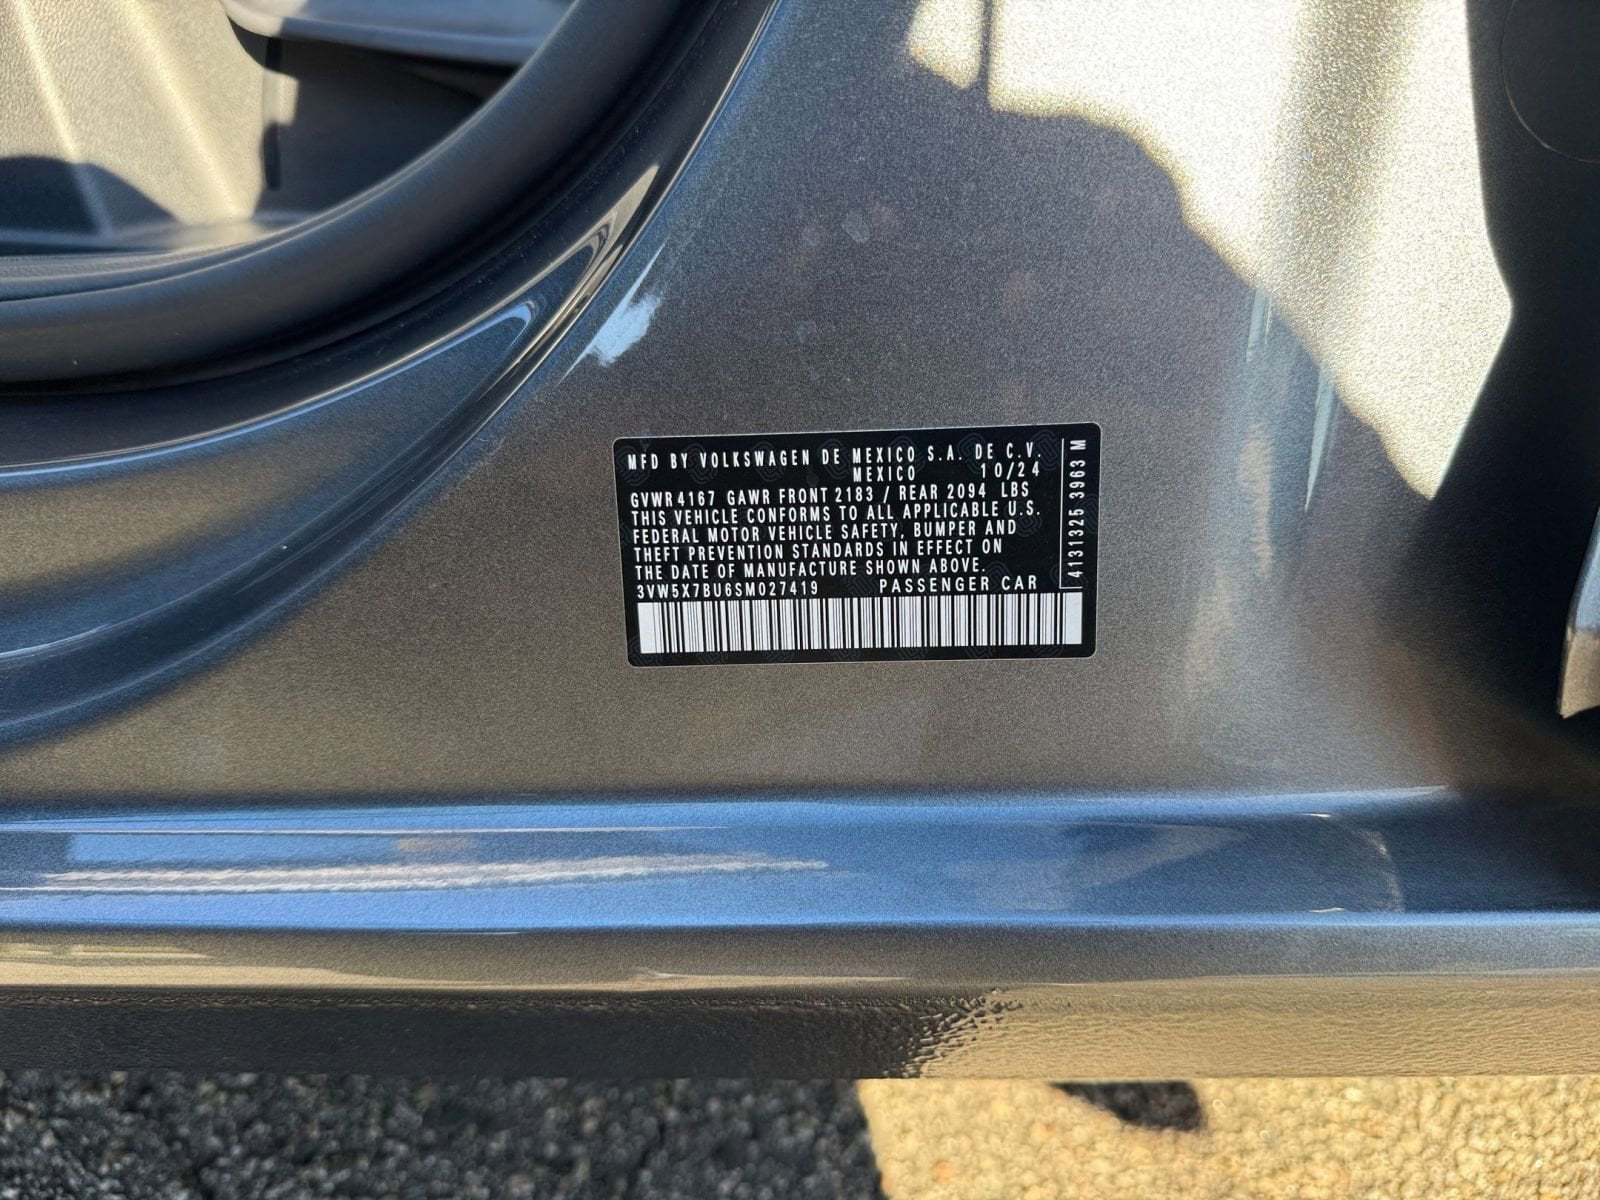 MFD BY VOLKSWAGEN DE MEXICO S.A. DE C.V.
MEXICO 10/24
GVWR 4167 GAWR FRONT 2183 / REAR 2094 LBS
THIS VEHICLE CONFORMS TO ALL APPLICABLE U.S.
FEDERAL MOTOR VEHICLE SAFETY, BUMPER AND
THEFT PREVENTION STANDARDS IN EFFECT ON
THE DATE OF MANUFACTURE SHOWN ABOVE.
3VW5X7BU6SM027419 PASSENGER CAR
4131325 3963 M